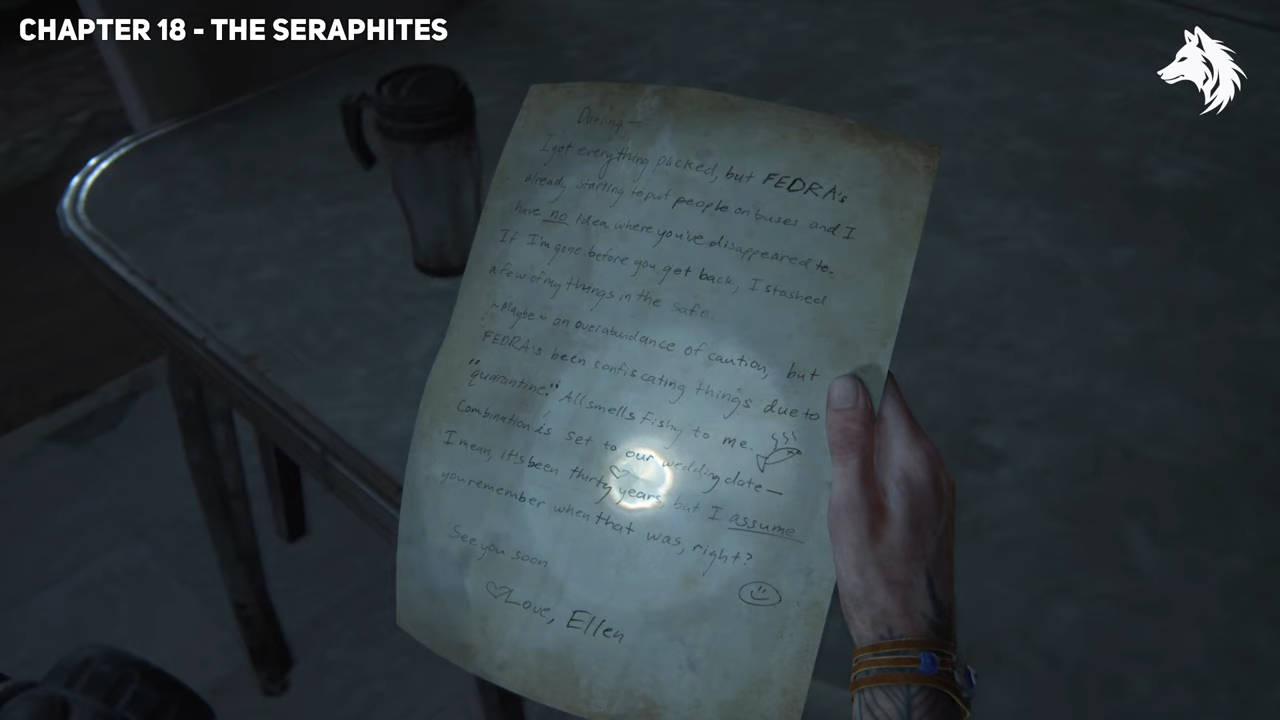 CHAPTER 18 - THE SERAPHITES
Darling—
I got everything packed, but FEDRA's
already starting to put people on buses and I
have no idea where you've disappeared to.
If I'm gone before you get back, I stashed
a few of my things in the safe.
~Maybe~ an overabundance of caution, but
FEDRA's been confiscating things due to
"quarantine." All smells fishy to me.
Combination is set to our wedding date—
I mean, it's been thirty years, but I assume
you remember when that was, right?
See you soon
Love, Ellen